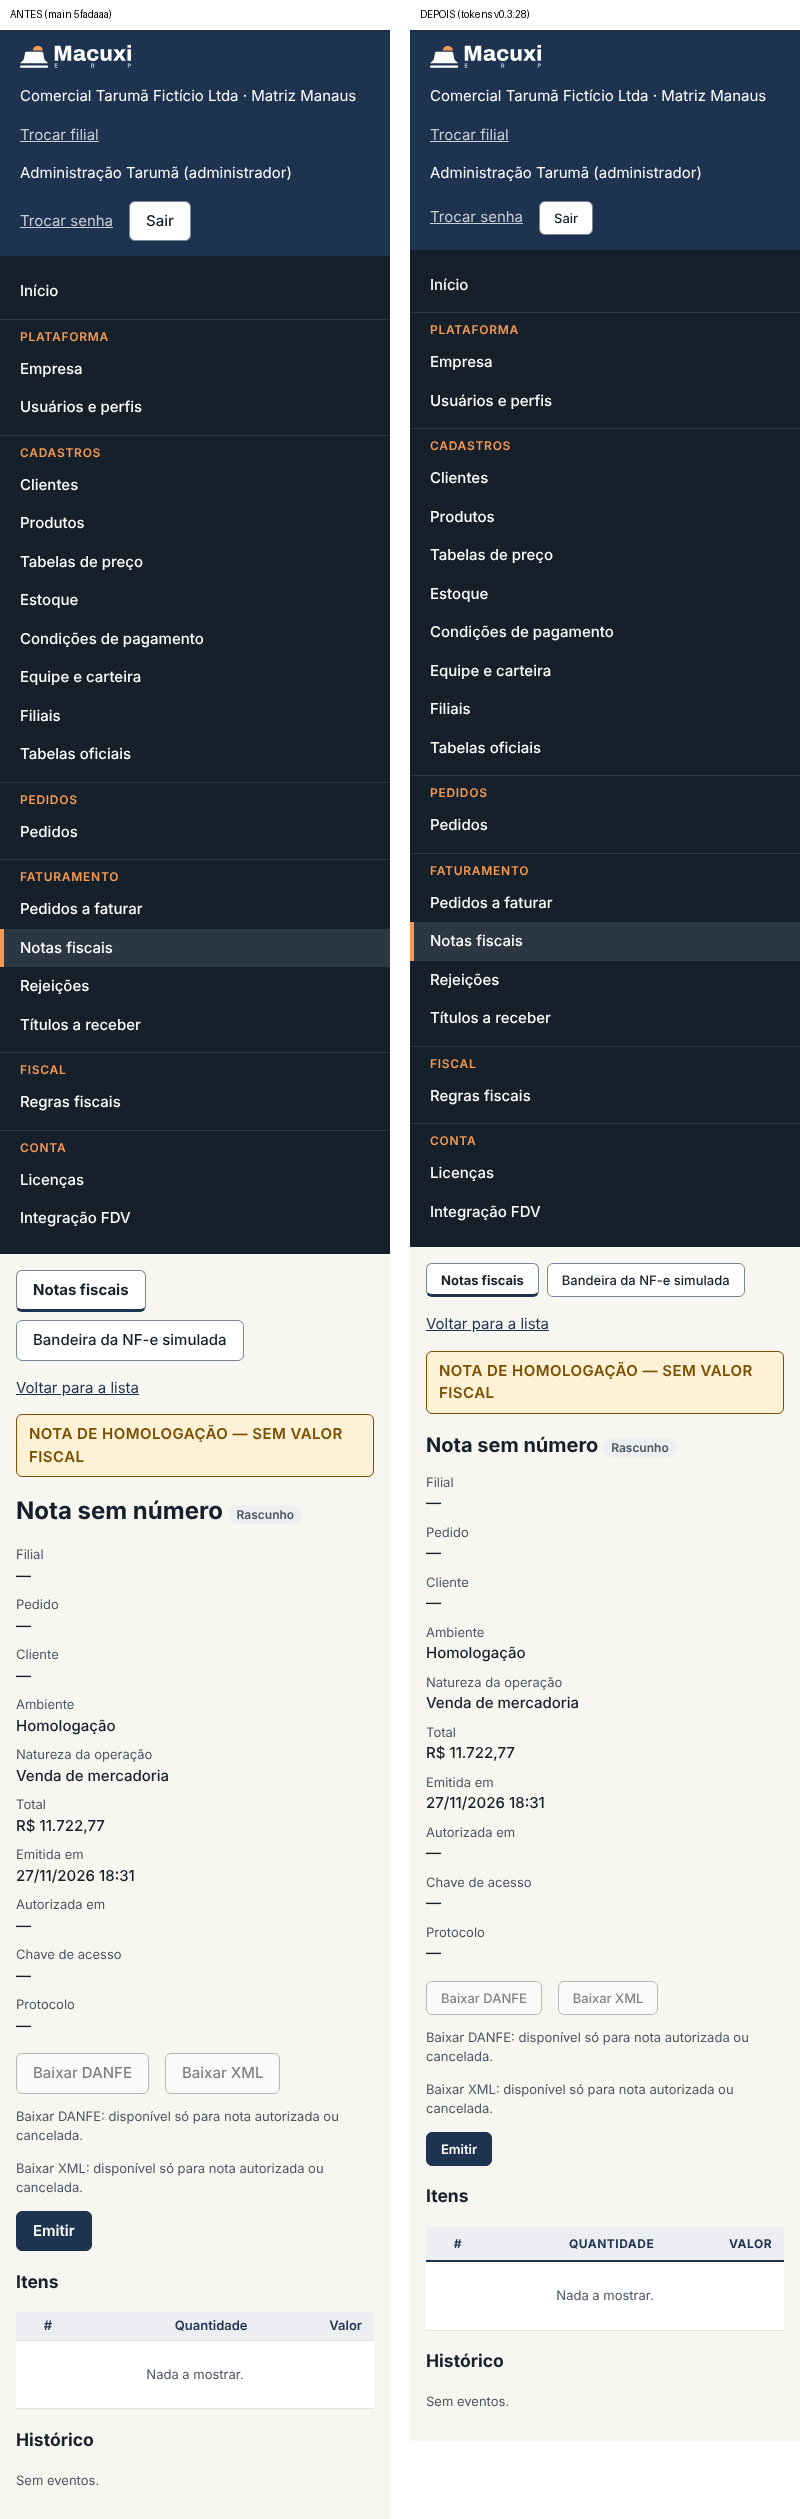 ANTES (main 5fadaaa)
Macuxi
E R P
Comercial Tarumã Fictício Ltda · Matriz Manaus
Trocar filial
Administração Tarumã (administrador)
Trocar senha
Sair
Início
PLATAFORMA
Empresa
Usuários e perfis
CADASTROS
Clientes
Produtos
Tabelas de preço
Estoque
Condições de pagamento
Equipe e carteira
Filiais
Tabelas oficiais
PEDIDOS
Pedidos
FATURAMENTO
Pedidos a faturar
Notas fiscais
Rejeições
Títulos a receber
FISCAL
Regras fiscais
CONTA
Licenças
Integração FDV
Notas fiscais
Bandeira da NF-e simulada
Voltar para a lista
NOTA DE HOMOLOGAÇÃO — SEM VALOR
FISCAL
Nota sem número Rascunho
Filial
—
Pedido
—
Cliente
—
Ambiente
Homologação
Natureza da operação
Venda de mercadoria
Total
R$ 11.722,77
Emitida em
27/11/2026 18:31
Autorizada em
—
Chave de acesso
—
Protocolo
—
Baixar DANFE Baixar XML
Baixar DANFE: disponível só para nota autorizada ou
cancelada.
Baixar XML: disponível só para nota autorizada ou
cancelada.
Emitir
Itens
# Quantidade Valor
Nada a mostrar.
Histórico
Sem eventos.
DEPOIS (tokens v0.3.28)
Macuxi
E R P
Comercial Tarumã Fictício Ltda · Matriz Manaus
Trocar filial
Administração Tarumã (administrador)
Trocar senha
Sair
Início
PLATAFORMA
Empresa
Usuários e perfis
CADASTROS
Clientes
Produtos
Tabelas de preço
Estoque
Condições de pagamento
Equipe e carteira
Filiais
Tabelas oficiais
PEDIDOS
Pedidos
FATURAMENTO
Pedidos a faturar
Notas fiscais
Rejeições
Títulos a receber
FISCAL
Regras fiscais
CONTA
Licenças
Integração FDV
Notas fiscais Bandeira da NF-e simulada
Voltar para a lista
NOTA DE HOMOLOGAÇÃO — SEM VALOR
FISCAL
Nota sem número Rascunho
Filial
—
Pedido
—
Cliente
—
Ambiente
Homologação
Natureza da operação
Venda de mercadoria
Total
R$ 11.722,77
Emitida em
27/11/2026 18:31
Autorizada em
—
Chave de acesso
—
Protocolo
—
Baixar DANFE Baixar XML
Baixar DANFE: disponível só para nota autorizada ou
cancelada.
Baixar XML: disponível só para nota autorizada ou
cancelada.
Emitir
Itens
# QUANTIDADE VALOR
Nada a mostrar.
Histórico
Sem eventos.